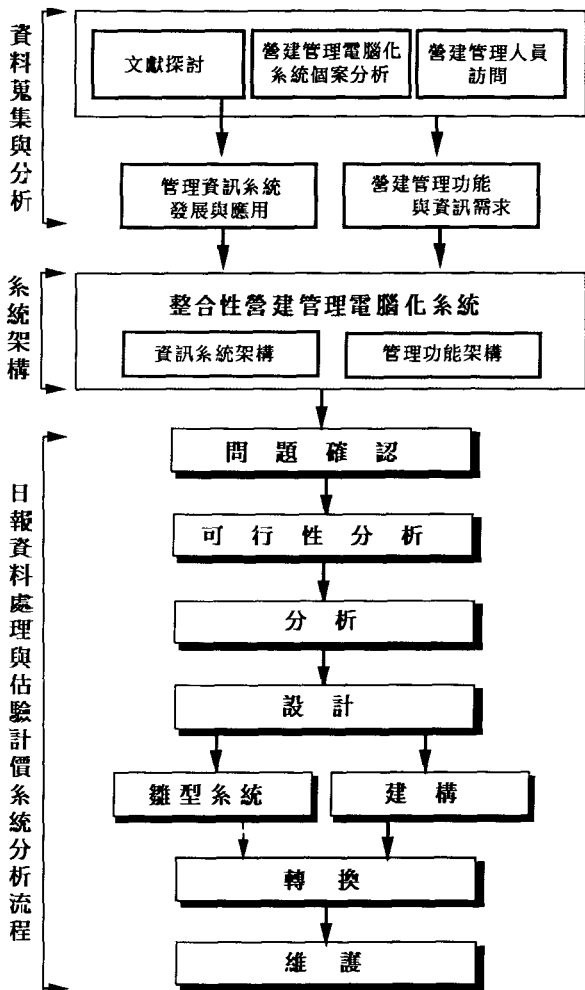 資料蒐集與分析
文獻探討
營建管理電腦化
系統個案分析
營建管理人員
訪問
管理資訊系統
發展與應用
營建管理功能
與資訊需求
系統架構
整合性營建管理電腦化系統
資訊系統架構
管理功能架構
日報資料處理與估驗計價系統分析流程
問題確認
可行性分析
分析
設計
雛型系統
建構
轉換
維護